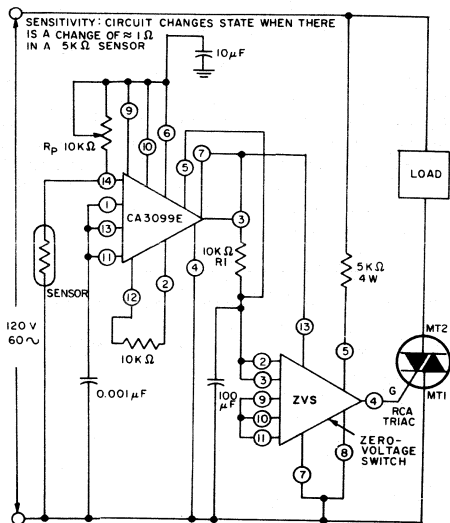 SENSITIVITY: CIRCUIT CHANGES STATE WHEN THERE
IS A CHANGE OF ≈ 1 Ω
IN A 5KΩ SENSOR
10µF
9
10
6
RP 10KΩ
5
7
14
1
13
11
CA3099E
3
LOAD
10KΩ
R1
4
12
2
SENSOR
13
5KΩ
4 W
120 V
60∼
10KΩ
5
MT2
0.001µF
100
µF
2
3
9
10
11
ZVS
4
G
MT1
RCA
TRIAC
ZERO-
VOLTAGE
SWITCH
7
8